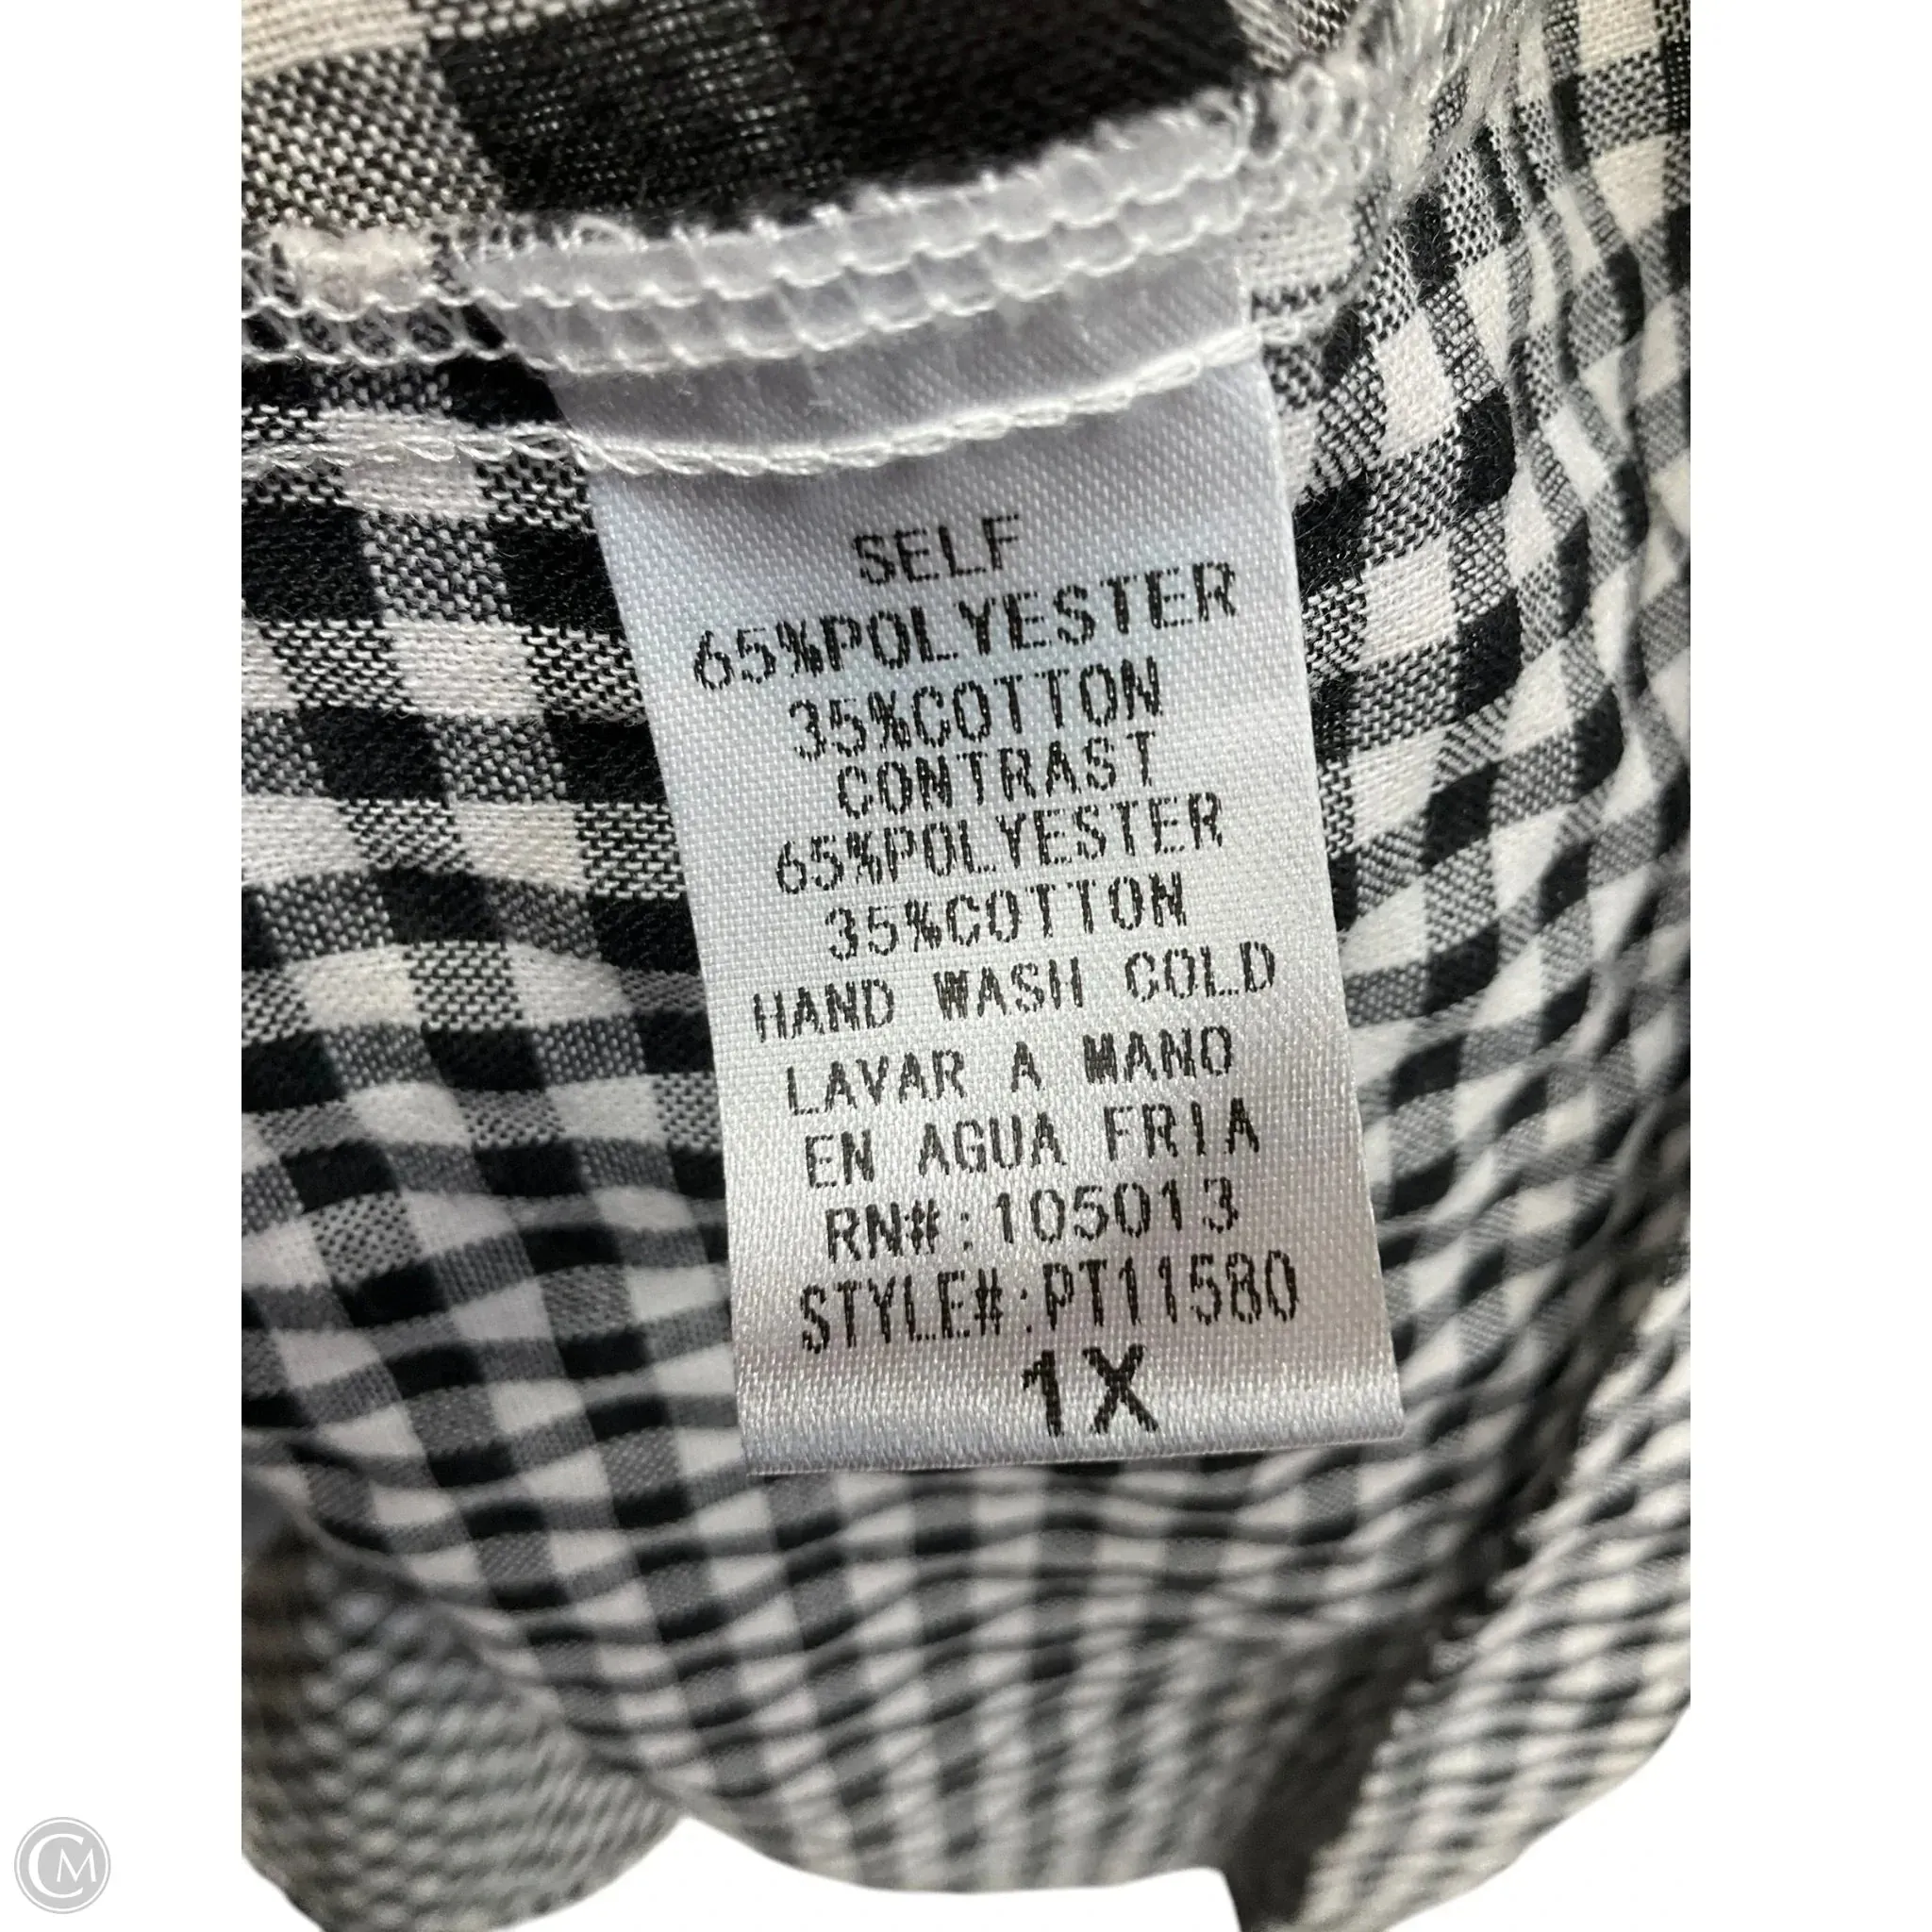 SELF
65%POLYESTER
35%COTTON
CONTRAST
65%POLYESTER
35%COTTON
HAND WASH COLD
LAVAR A MANO
EN AGUA FRIA
RN#:105013
STYLE#:PT11580
1X
CM